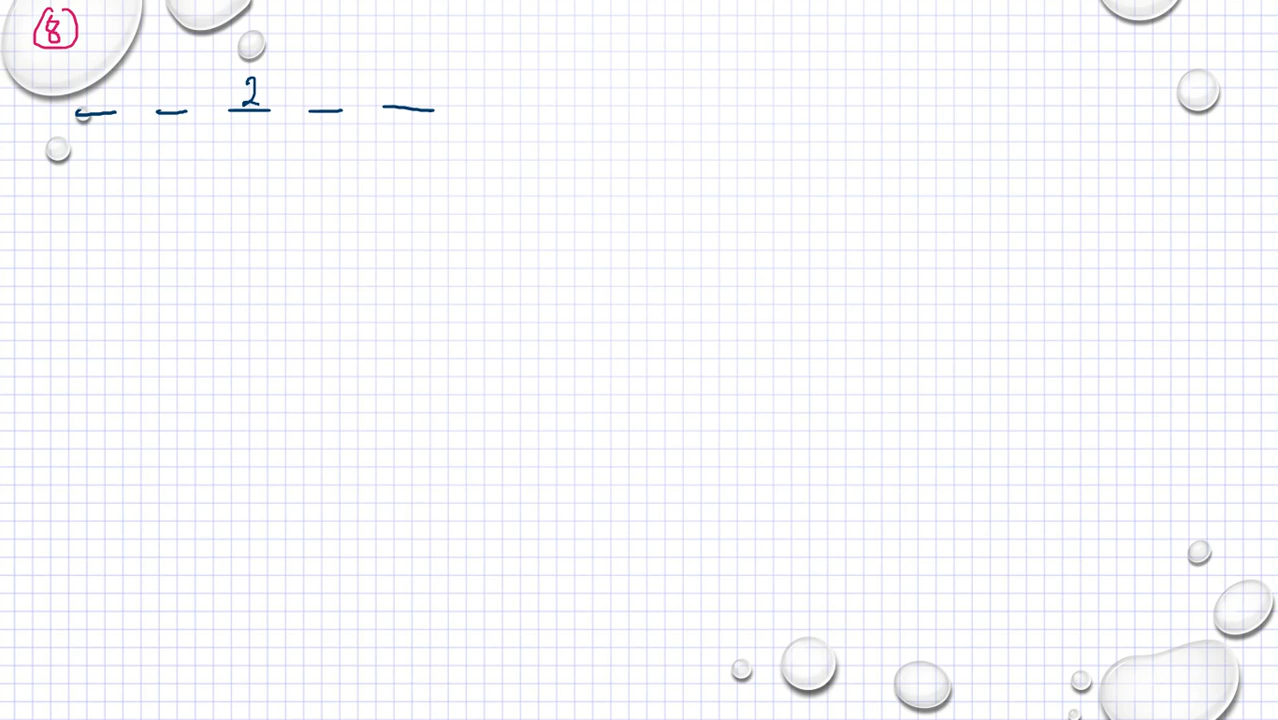 (8)
_ _ 2 _ _